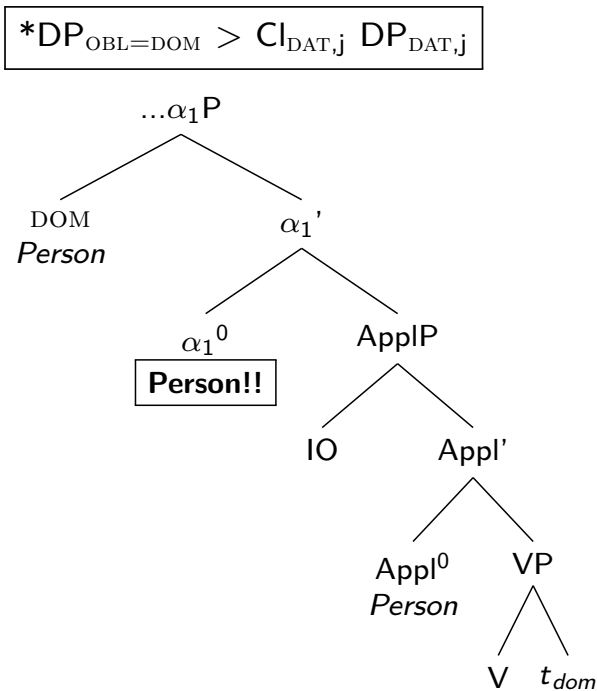 *DP_OBL=DOM > Cl_DAT,j DP_DAT,j
...α₁P
DOM α₁'
Person
α₁⁰ ApplP
Person!!
IO Appl'
Appl⁰ VP
Person
V t_dom